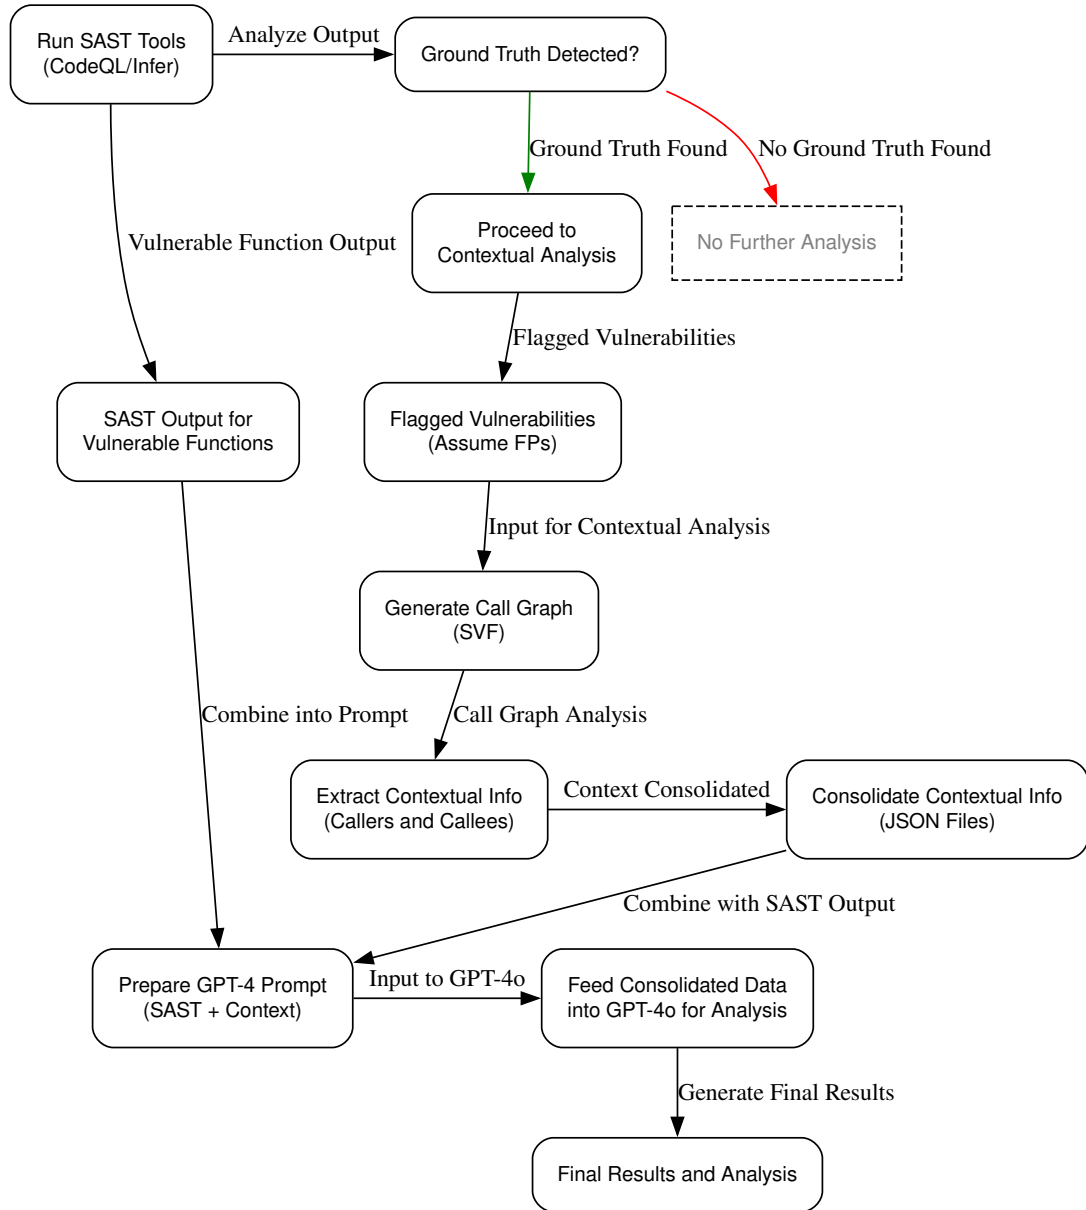 Run SAST Tools
(CodeQL/Infer)
Analyze Output
Ground Truth Detected?
Ground Truth Found
No Ground Truth Found
Vulnerable Function Output
Proceed to
Contextual Analysis
No Further Analysis
Flagged Vulnerabilities
SAST Output for
Vulnerable Functions
Flagged Vulnerabilities
(Assume FPs)
Input for Contextual Analysis
Generate Call Graph
(SVF)
Combine into Prompt
Call Graph Analysis
Extract Contextual Info
(Callers and Callees)
Context Consolidated
Consolidate Contextual Info
(JSON Files)
Combine with SAST Output
Prepare GPT-4 Prompt
(SAST + Context)
Input to GPT-4o
Feed Consolidated Data
into GPT-4o for Analysis
Generate Final Results
Final Results and Analysis